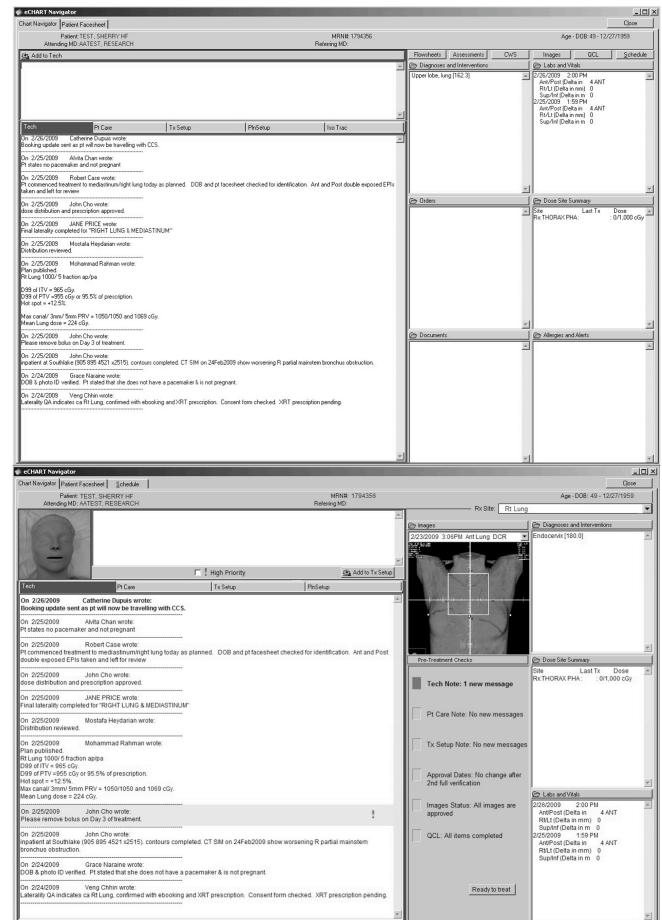 eCHART Navigator
Chart Navigator Patient Facesheet Close
Patient: TEST, SHERRY HF MRN#: 1794356 Age - DOB: 49 - 12/27/1959
Attending MD: AATEST, RESEARCH Referring MD:
Add to Tech
Flowsheets Assessments CWS Images QCL Schedule
Tech Pt Care Tx Setup PlnSetup Iso Trac
On 2/26/2009 Catherine Dupuis wrote:
Booking update sent as pt will now be travelling with CCS.
On 2/25/2009 Alvita Chan wrote:
Pt states no pacemaker and not pregnant
On 2/25/2009 Robert Case wrote:
Pt commenced treatment to mediastinum/right lung today as planned. DOB and pt facesheet checked for identification. Ant and Post double exposed EPIs
taken and left for review
On 2/25/2009 John Cho wrote:
dose distribution and prescription approved.
On 2/25/2009 JANE PRICE wrote:
Final laterality completed for "RIGHT LUNG & MEDIASTINUM"
On 2/25/2009 Mostafa Heydarian wrote:
Distribution reviewed.
On 2/25/2009 Mohammad Rahman wrote:
Plan published.
Rt Lung 1000/ 5 fraction ap/pa
D99 of ITV = 965 cGy.
D99 of PTV =955 cGy or 95.5% of prescription.
Hot spot = +12.5%.
Max canal/ 3mm/ 5mm PRV = 1050/1050 and 1069 cGy.
Mean Lung dose = 224 cGy.
On 2/25/2009 John Cho wrote:
Please remove bolus on Day 3 of treatment.
On 2/25/2009 John Cho wrote:
inpatient at Southlake (905 895 4521 x2515). contours completed. CT SIM on 24Feb2009 show worsening R partial mainstem bronchus obstruction.
On 2/24/2009 Grace Naraine wrote:
DOB & photo ID verified. Pt stated that she does not have a pacemaker & is not pregnant.
On 2/24/2009 Veng Chhin wrote:
Laterality QA indicates ca Rt Lung, confirmed with ebooking and XRT prescription. Consent form checked. XRT prescription pending.
Diagnoses and Interventions
Upper lobe, lung [162.3]
Labs and Vitals
2/26/2009 2:00 PM
Ant/Post (Delta in 4 ANT
Rt/Lt (Delta in mm) 0
Sup/Inf (Delta in m 0
2/25/2009 1:59 PM
Ant/Post (Delta in 4 ANT
Rt/Lt (Delta in mm) 0
Sup/Inf (Delta in m 0
Orders
Dose Site Summary
Site Last Tx Dose
Rx:THORAX PHA: : 0/1,000 cGy
Documents
Allergies and Alerts
eCHART Navigator
Chart Navigator Patient Facesheet Schedule Close
Patient: TEST, SHERRY HF MRN#: 1794356 Age - DOB: 49 - 12/27/1959
Attending MD: AATEST, RESEARCH Referring MD:
Rx Site: Rt Lung
! High Priority Add to Tx Setup
Tech Pt Care Tx Setup PlnSetup
On 2/26/2009 Catherine Dupuis wrote:
Booking update sent as pt will now be travelling with CCS.
On 2/25/2009 Alvita Chan wrote:
Pt states no pacemaker and not pregnant
On 2/25/2009 Robert Case wrote:
Pt commenced treatment to mediastinum/right lung today as planned. DOB and pt facesheet checked for identification. Ant and Post
double exposed EPIs taken and left for review
On 2/25/2009 John Cho wrote:
dose distribution and prescription approved.
On 2/25/2009 JANE PRICE wrote:
Final laterality completed for "RIGHT LUNG & MEDIASTINUM"
On 2/25/2009 Mostafa Heydarian wrote:
Distribution reviewed.
On 2/25/2009 Mohammad Rahman wrote:
Plan published.
Rt Lung 1000/ 5 fraction ap/pa
D99 of ITV = 965 cGy.
D99 of PTV =955 cGy or 95.5% of prescription.
Hot spot = +12.5%.
Max canal/ 3mm/ 5mm PRV = 1050/1050 and 1069 cGy.
Mean Lung dose = 224 cGy.
On 2/25/2009 John Cho wrote: !
Please remove bolus on Day 3 of treatment.
On 2/25/2009 John Cho wrote:
inpatient at Southlake (905 895 4521 x2515). contours completed. CT SIM on 24Feb2009 show worsening R partial mainstem
bronchus obstruction.
On 2/24/2009 Grace Naraine wrote:
DOB & photo ID verified. Pt stated that she does not have a pacemaker & is not pregnant.
On 2/24/2009 Veng Chhin wrote:
Laterality QA indicates ca Rt Lung, confirmed with ebooking and XRT prescription. Consent form checked. XRT prescription pending.
Images
2/23/2009 3:06PM Ant Lung DCR
Pre-Treatment Checks
Tech Note: 1 new message
Pt Care Note: No new messages
Tx Setup Note: No new messages
Approval Dates: No change after
2nd full verification
Images Status: All images are
approved
QCL: All items completed
Ready to treat
Diagnoses and Interventions
Endocervix [180.0]
Dose Site Summary
Site Last Tx Dose
Rx:THORAX PHA: : 0/1,000 cGy
Labs and Vitals
2/26/2009 2:00 PM
Ant/Post (Delta in 4 ANT
Rt/Lt (Delta in mm) 0
Sup/Inf (Delta in m 0
2/25/2009 1:59 PM
Ant/Post (Delta in 4 ANT
Rt/Lt (Delta in mm) 0
Sup/Inf (Delta in m 0